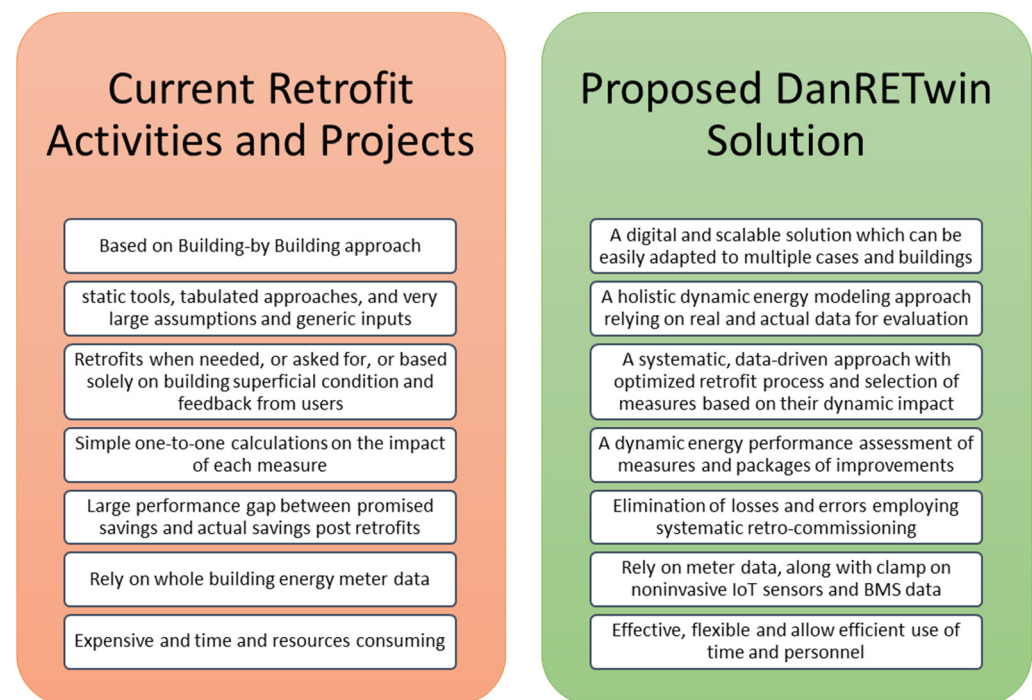 Current Retrofit
Activities and Projects
Based on Building-by Building approach
static tools, tabulated approaches, and very
large assumptions and generic inputs
Retrofits when needed, or asked for, or based
solely on building superficial condition and
feedback from users
Simple one-to-one calculations on the impact
of each measure
Large performance gap between promised
savings and actual savings post retrofits
Rely on whole building energy meter data
Expensive and time and resources consuming
Proposed DanRETwin
Solution
A digital and scalable solution which can be
easily adapted to multiple cases and buildings
A holistic dynamic energy modeling approach
relying on real and actual data for evaluation
A systematic, data-driven approach with
optimized retrofit process and selection of
measures based on their dynamic impact
A dynamic energy performance assessment of
measures and packages of improvements
Elimination of losses and errors employing
systematic retro-commissioning
Rely on meter data, along with clamp on
noninvasive IoT sensors and BMS data
Effective, flexible and allow efficient use of
time and personnel